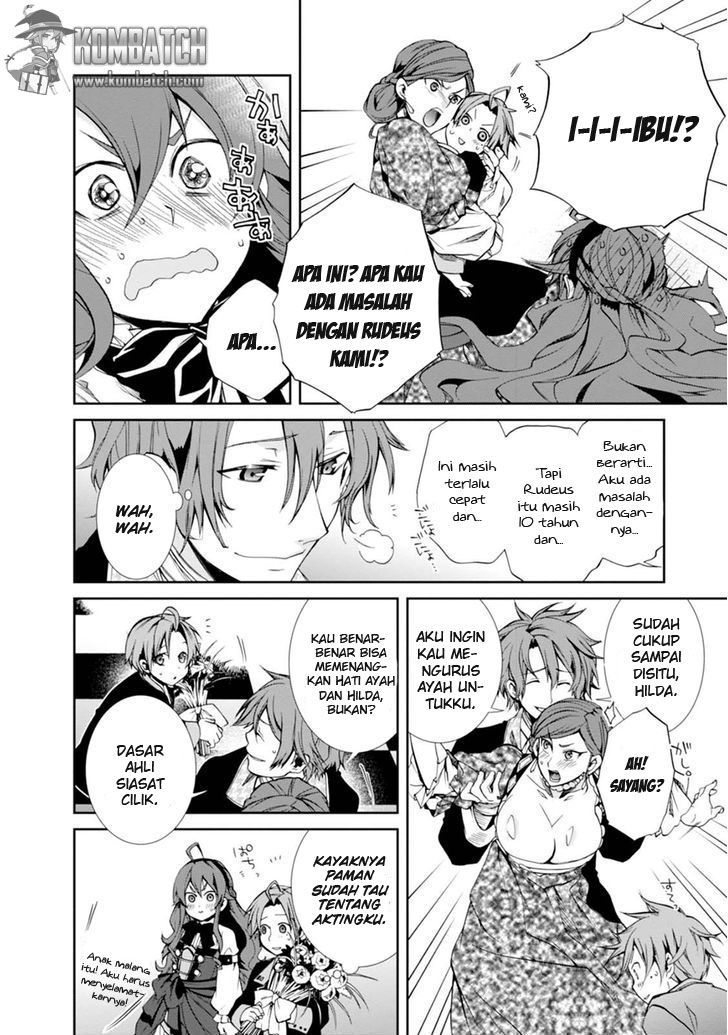 KOMBATCH
www.kombatch.com
I-I-I-IBU!?
kami?
APA INI? APA KAU
ADA MASALAH
DENGAN RUDEUS
KAMI!?
APA...
かぁぁ
Bukan
berarti...
Aku ada
masalah
dengan-
nya...
Tapi
Rudeus
itu masih
10 tahun
dan...
Ini masih
terlalu
cepat
dan...
WAH,
WAH.
SUDAH
CUKUP
SAMPAI
DISITU,
HILDA.
AKU INGIN
KAU ME-
NGURUS
AYAH UN-
TUKKU.
AH!
SAYANG?
KAU BENAR-
BENAR BISA
MEMENANG-
KAN HATI AYAH
DAN HILDA,
BUKAN?
DASAR
AHLI
SIASAT
CILIK.
KAYAKNYA
PAMAN
SUDAH TAU
TENTANG
AKTINGKU.
Anak malang
itu! Aku harus
menyelamat-
kannya!